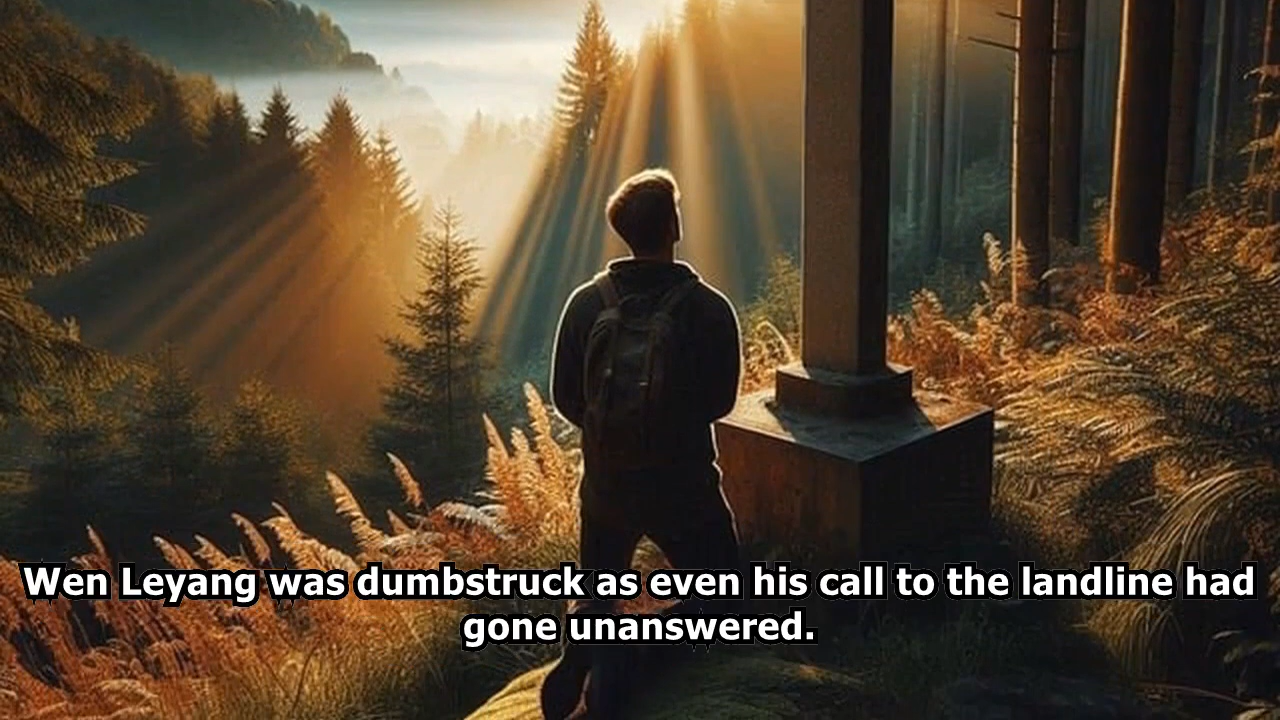 Wen Leyang was dumbstruck as even his call to the landline had
gone unanswered.